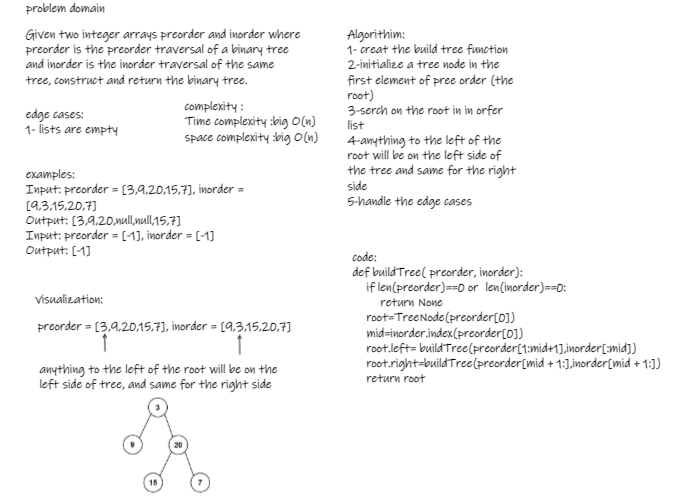 problem domain
Given two integer arrays preorder and inorder where
preorder is the preorder traversal of a binary tree
and inorder is the inorder traversal of the same
tree, construct and return the binary tree.
edge cases:
1- lists are empty
complexity :
Time complexity :big O(n)
space complexity :big O(n)
examples:
Input: preorder = [3,9,20,15,7], inorder =
[9,3,15,20,7]
Output: [3,9,20,null,null,15,7]
Input: preorder = [-1], inorder = [-1]
Output: [-1]
visualization:
preorder = [3,9,20,15,7], inorder = [9,3,15,20,7]
anything to the left of the root will be on the
left side of tree, and same for the right side
3
9
20
15
7
Algorithim:
1- creat the build tree function
2-initialize a tree node in the
first element of pree order (the
root)
3-serch on the root in in orfer
list
4-anything to the left of the
root will be on the left side of
the tree and same for the right
side
5-handle the edge cases
code:
def buildTree( preorder, inorder):
if len(preorder)==0 or len(inorder)==0:
return None
root=TreeNode(preorder[0])
mid=inorder.index(preorder[0])
root.left= buildTree(preorder[1:mid+1],inorder[:mid])
root.right=buildTree(preorder[mid + 1:],inorder[mid + 1:])
return root